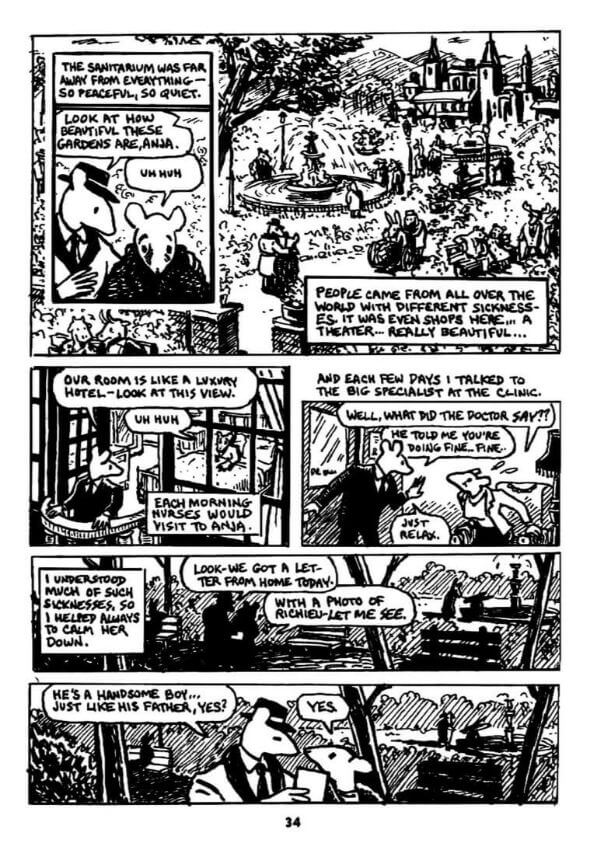 THE SANITARIUM WAS FAR
AWAY FROM EVERYTHING—
SO PEACEFUL, SO QUIET.
LOOK AT HOW
BEAUTIFUL THESE
GARDENS ARE, ANJA.
UH HUH
PEOPLE CAME FROM ALL OVER THE
WORLD WITH DIFFERENT SICKNESS-
ES. IT WAS EVEN SHOPS HERE... A
THEATER... REALLY BEAUTIFUL...
OUR ROOM IS LIKE A LUXURY
HOTEL—LOOK AT THIS VIEW.
UH HUH
EACH MORNING
NURSES WOULD
VISIT TO ANJA.
AND EACH FEW DAYS I TALKED TO
THE BIG SPECIALIST AT THE CLINIC.
WELL, WHAT DID THE DOCTOR SAY??
HE TOLD ME YOU'RE
DOING FINE.. FINE.
JUST
RELAX.
I UNDERSTOOD
MUCH OF SUCH
SICKNESSES, SO
I HELPED ALWAYS
TO CALM HER
DOWN.
LOOK-WE GOT A LET-
TER FROM HOME TODAY.
WITH A PHOTO OF
RICHIEU-LET ME SEE.
HE'S A HANDSOME BOY...
JUST LIKE HIS FATHER, YES?
YES.
34